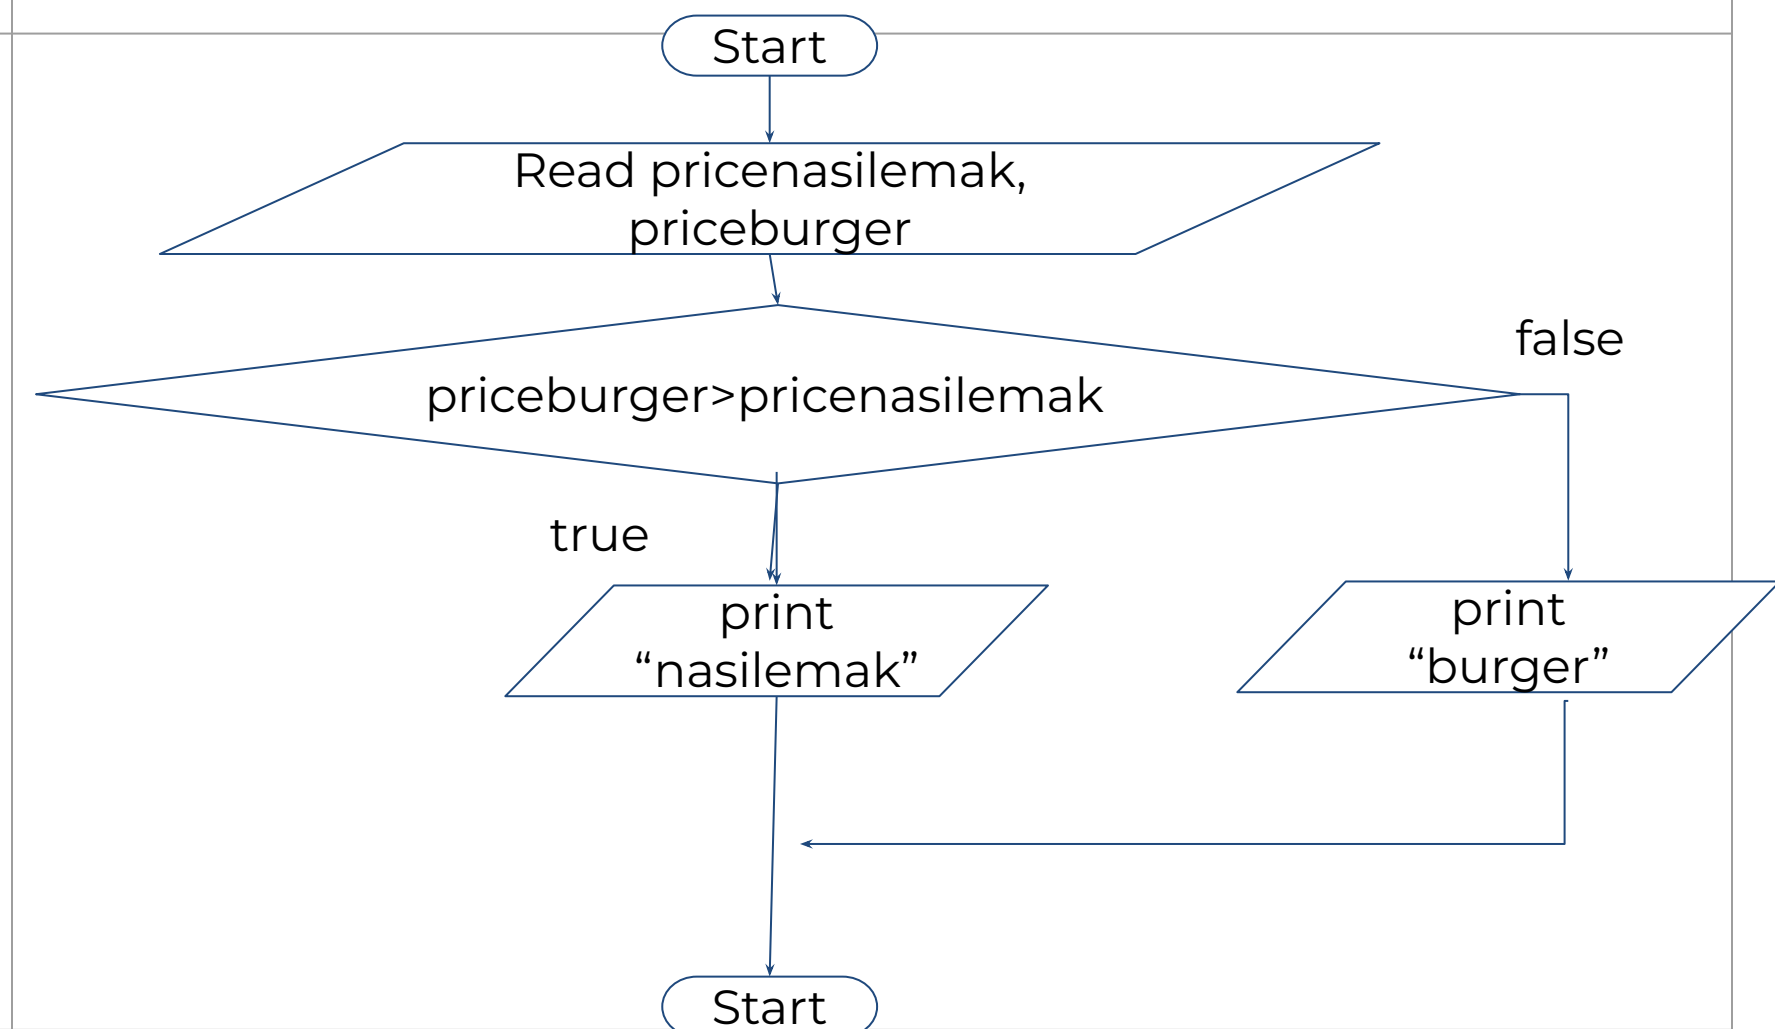 Start
Read pricenasilemak,
priceburger
false
priceburger>pricenasilemak
true
print
“nasilemak”
print
“burger”
Start